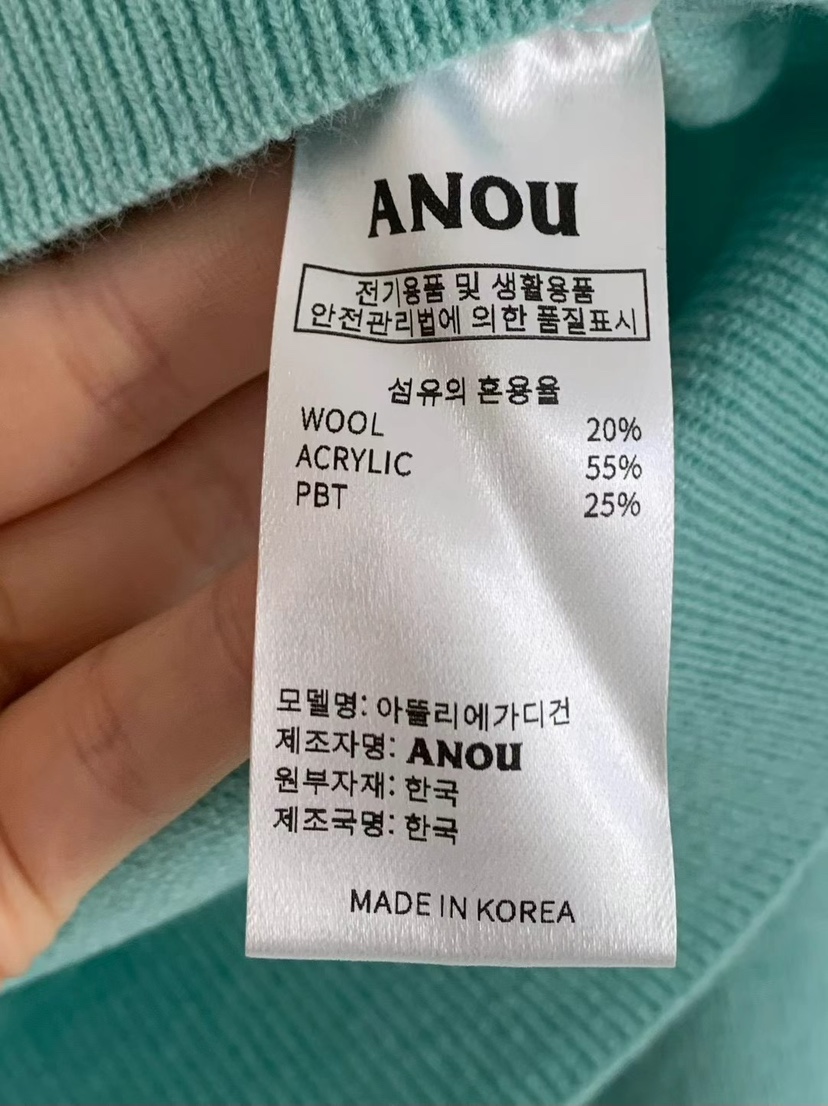 ANOU
전기용품 및 생활용품
안전관리법에 의한 품질표시
섬유의 혼용율
WOOL 20%
ACRYLIC 55%
PBT 25%
모델명: 아뜰리에가디건
제조자명: ANOU
원부자재: 한국
제조국명: 한국
MADE IN KOREA